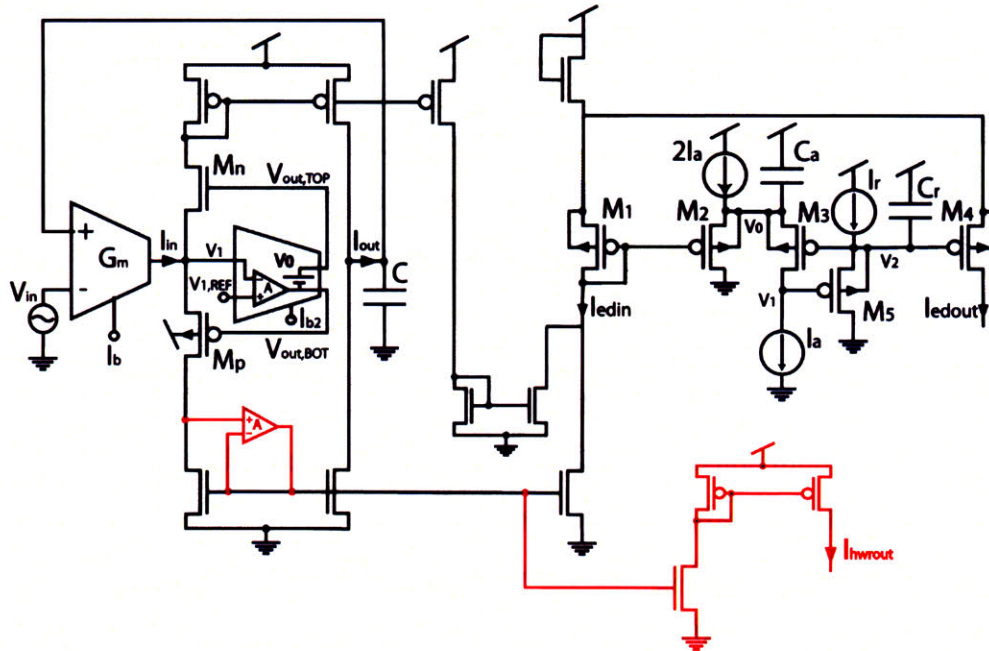 2Ia
Ca
Ir
Cr
Mn
Vout,TOP
M1
M2
V0
M3
M4
Gm
Iin
V1
V0
Iout
C
V1,REF
A
V2
Vin
Ib
Ib2
Mp
Vout,BOT
Iedin
V1
M5
Iedout
Ia
A
Ihwrout
+
-
-
+
+
-